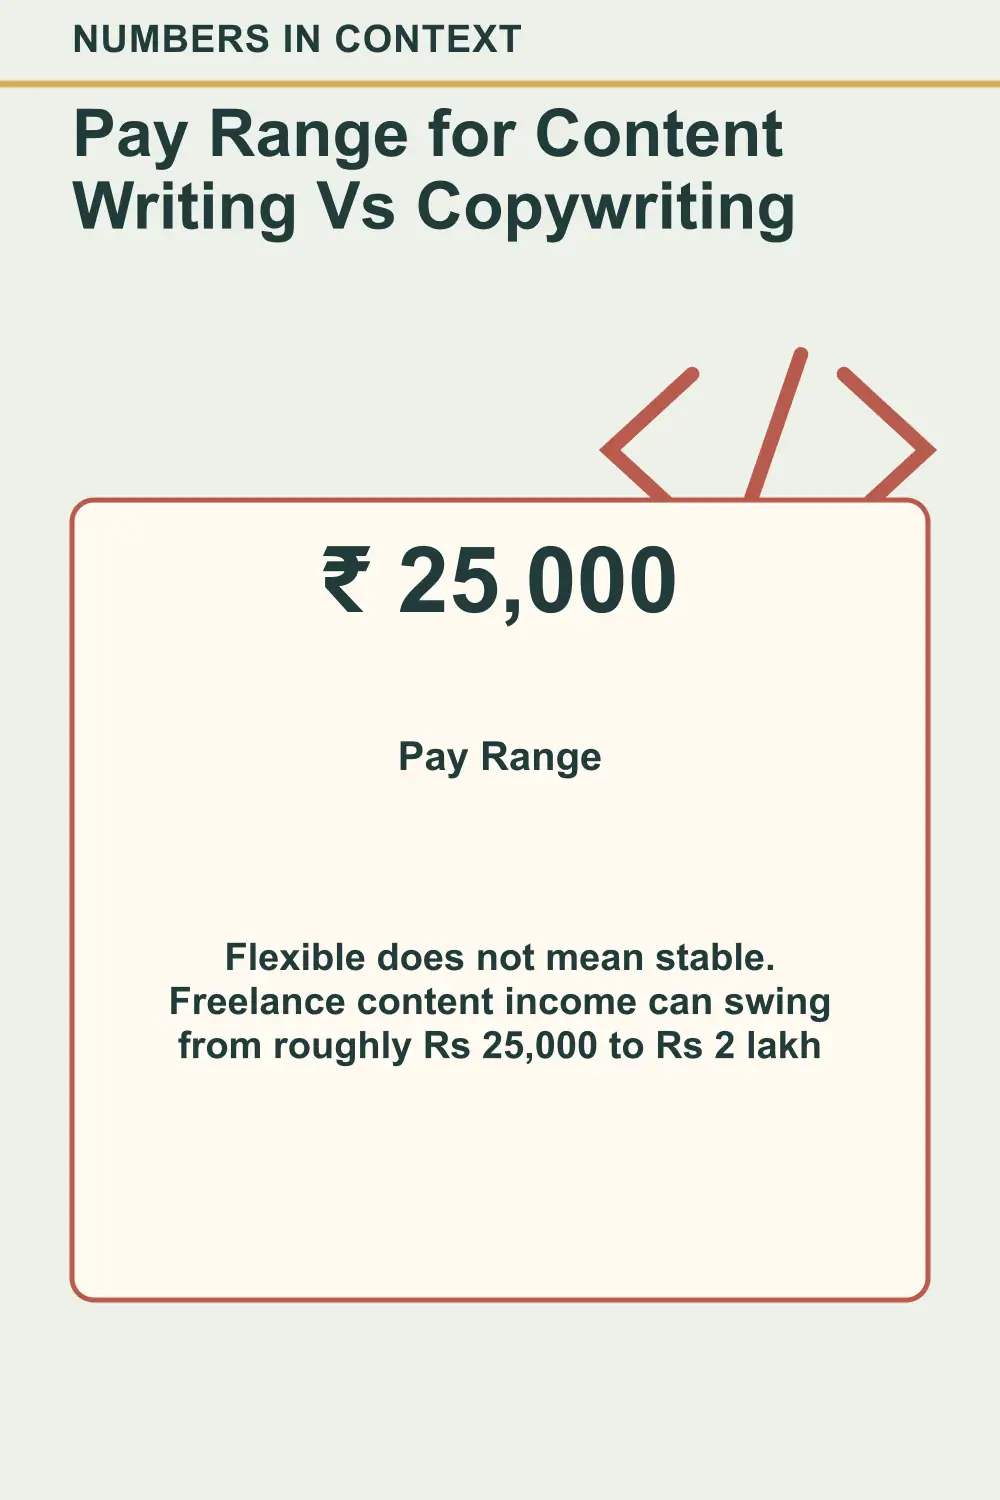 NUMBERS IN CONTEXT
Pay Range for Content
Writing Vs Copywriting
₹ 25,000
Pay Range
Flexible does not mean stable.
Freelance content income can swing
from roughly Rs 25,000 to Rs 2 lakh